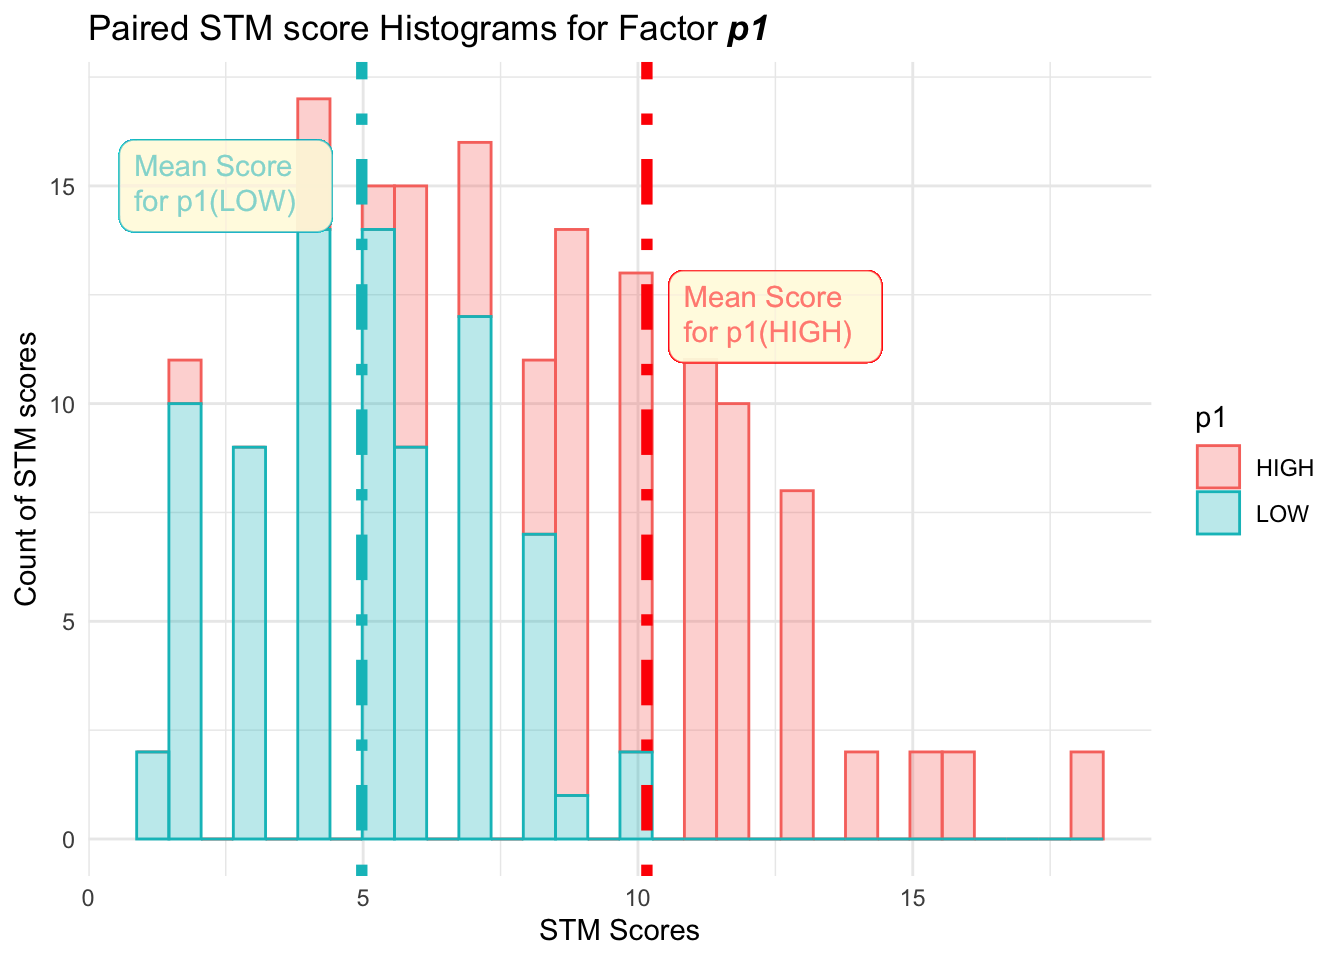 Paired STM score Histograms for Factor p1
Mean Score
for p1(LOW)
Mean Score
for p1(HIGH)
Count of STM scores
15
10
5
0
0
5
10
15
STM Scores
p1
HIGH
LOW